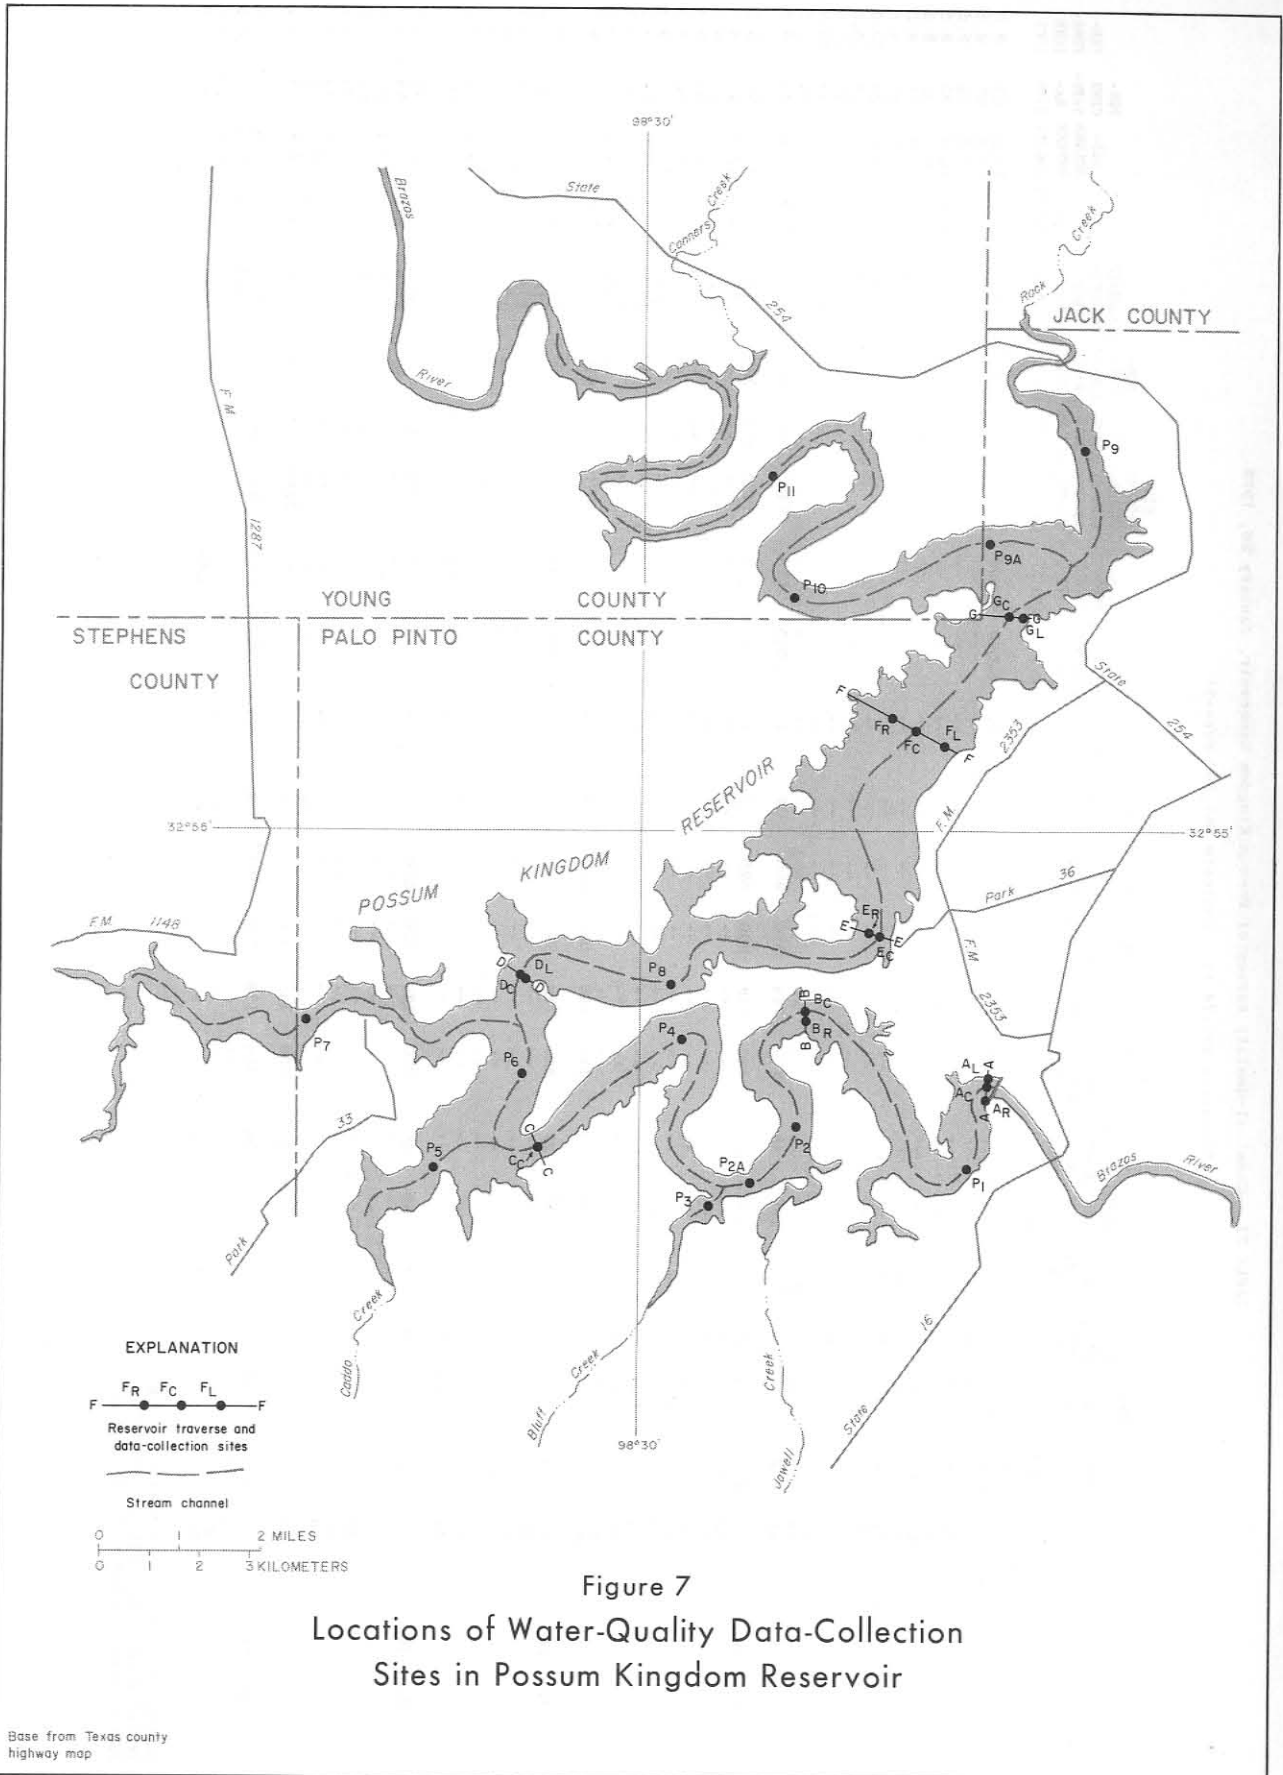 98°30'
Brazos
State
Conners Creek
Rock Creek
254
JACK COUNTY
River
F M
P9
P11
1287
P9A
P10
YOUNG COUNTY
GC
G G
GL
STEPHENS COUNTY
PALO PINTO COUNTY
State
F
FR
FC
FL
F
2353
254
RESERVOIR
F.M.
32°55'
32°55'
KINGDOM
36
Park
POSSUM
F.M. 1148
ER
E E
EC
F.M
D
DL
DC
D
P8
2353
B
BC
BR
B
P4
P7
P6
AL
A
AC
A
AR
33
C
CC
C
P5
P2
P2A
P3
P1
Brazos River
Park
Caddo Creek
16
Bluff Creek
Jowell Creek
State
98°30'
EXPLANATION
FR FC FL
F F
Reservoir traverse and
data-collection sites
Stream channel
0 1 2 MILES
0 1 2 3 KILOMETERS
Figure 7
Locations of Water-Quality Data-Collection
Sites in Possum Kingdom Reservoir
Base from Texas county
highway map